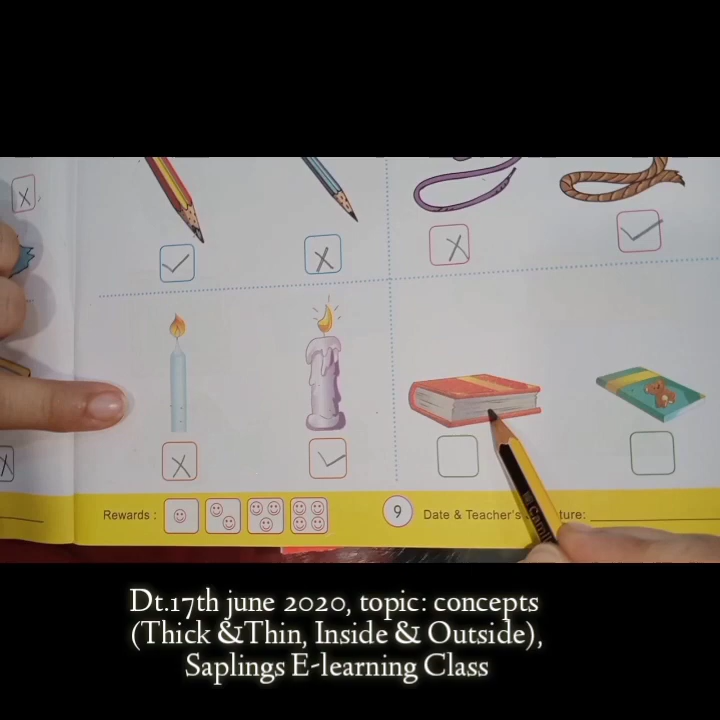 Rewards :
9
Date & Teacher's
ture:
Dt.17th june 2020, topic: concepts
(Thick &Thin, Inside & Outside),
Saplings E-learning Class